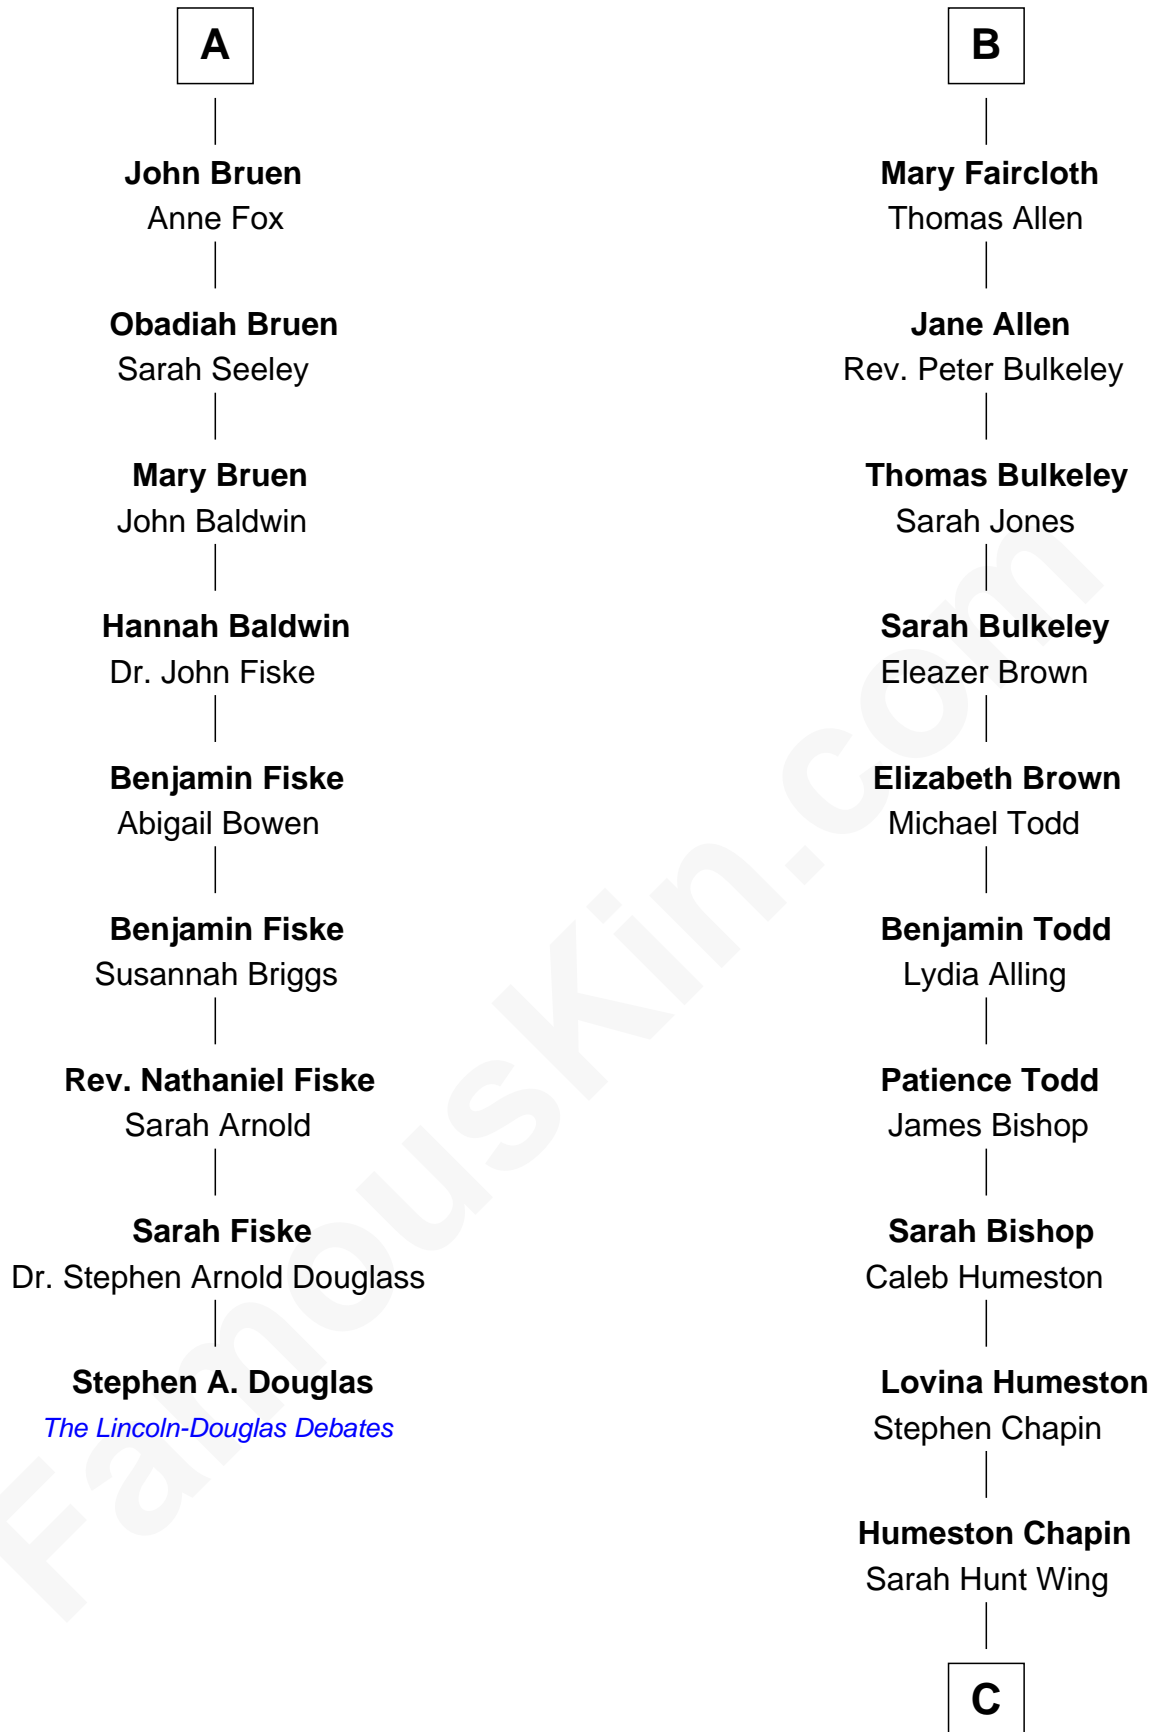 A
John Bruen
Anne Fox
Obadiah Bruen
Sarah Seeley
Mary Bruen
John Baldwin
Hannah Baldwin
Dr. John Fiske
Benjamin Fiske
Abigail Bowen
Benjamin Fiske
Susannah Briggs
Rev. Nathaniel Fiske
Sarah Arnold
Sarah Fiske
Dr. Stephen Arnold Douglass
Stephen A. Douglas
The Lincoln-Douglas Debates
B
Mary Faircloth
Thomas Allen
Jane Allen
Rev. Peter Bulkeley
Thomas Bulkeley
Sarah Jones
Sarah Bulkeley
Eleazer Brown
Elizabeth Brown
Michael Todd
Benjamin Todd
Lydia Alling
Patience Todd
James Bishop
Sarah Bishop
Caleb Humeston
Lovina Humeston
Stephen Chapin
Humeston Chapin
Sarah Hunt Wing
C
FamousKin.com